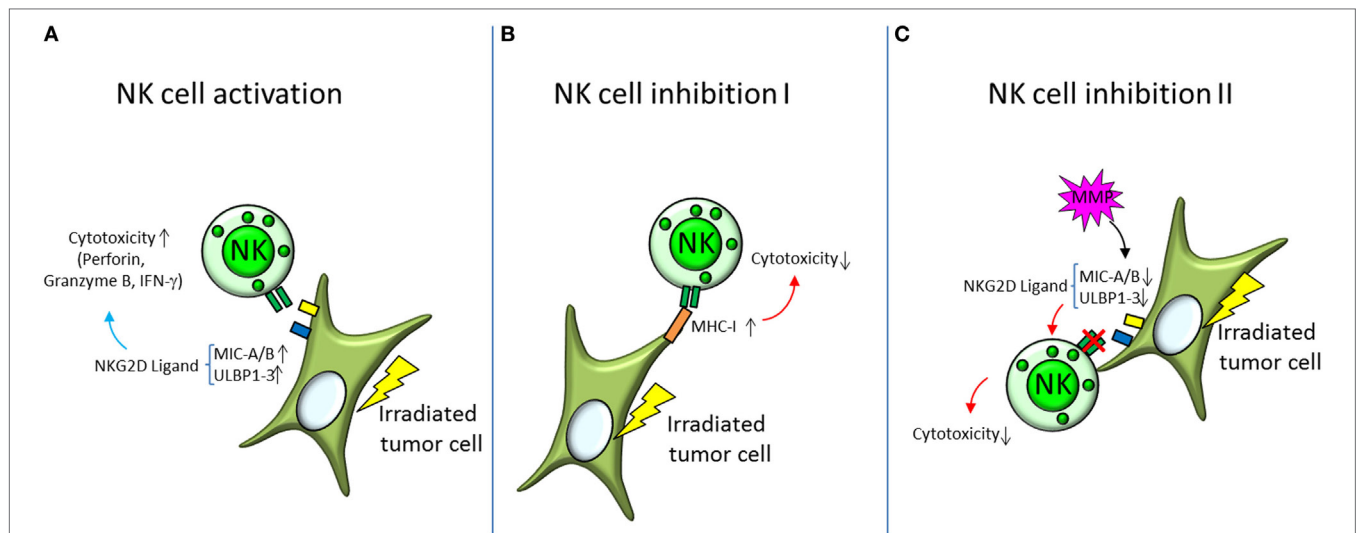 A
NK cell activation
NK
Cytotoxicity ↑
(Perforin,
Granzyme B, IFN-γ)
NKG2D Ligand
MIC-A/B ↑
ULBP1-3 ↑
Irradiated
tumor cell
B
NK cell inhibition I
NK
Cytotoxicity ↓
MHC-I ↑
Irradiated
tumor cell
C
NK cell inhibition II
MMP
NKG2D Ligand
MIC-A/B ↓
ULBP1-3 ↓
Irradiated
tumor cell
NK
Cytotoxicity ↓